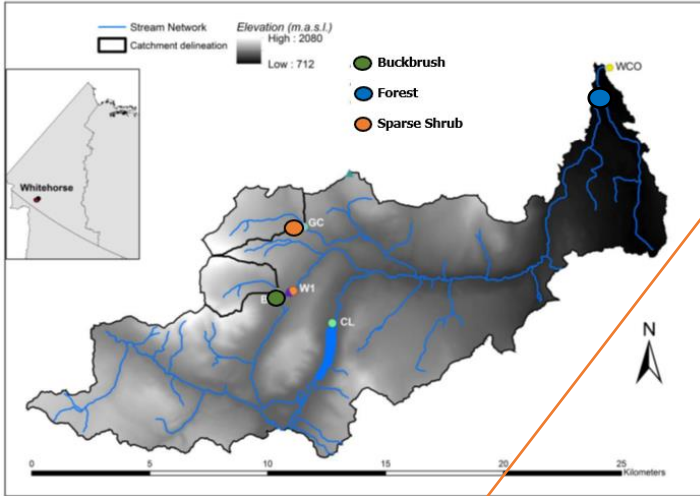 Stream Network
Catchment delineation
Elevation (m.a.s.l.)
High : 2080
Low : 712
Buckbrush
Forest
Sparse Shrub
WCO
Whitehorse
GC
B
W1
CL
N
0 5 10 15 20 25
Kilometers